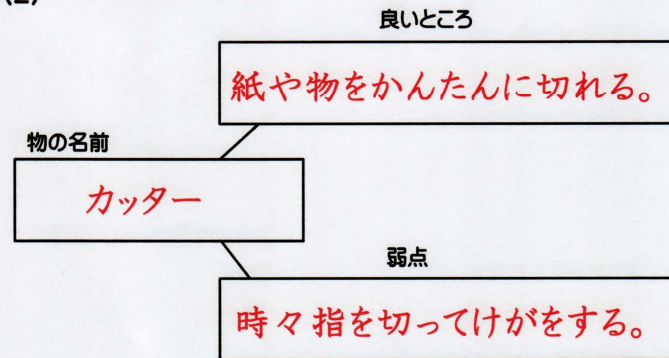 (2)
良いところ
紙や物をかんたんに切れる。
物の名前
カッター
弱点
時々指を切ってけがをする。